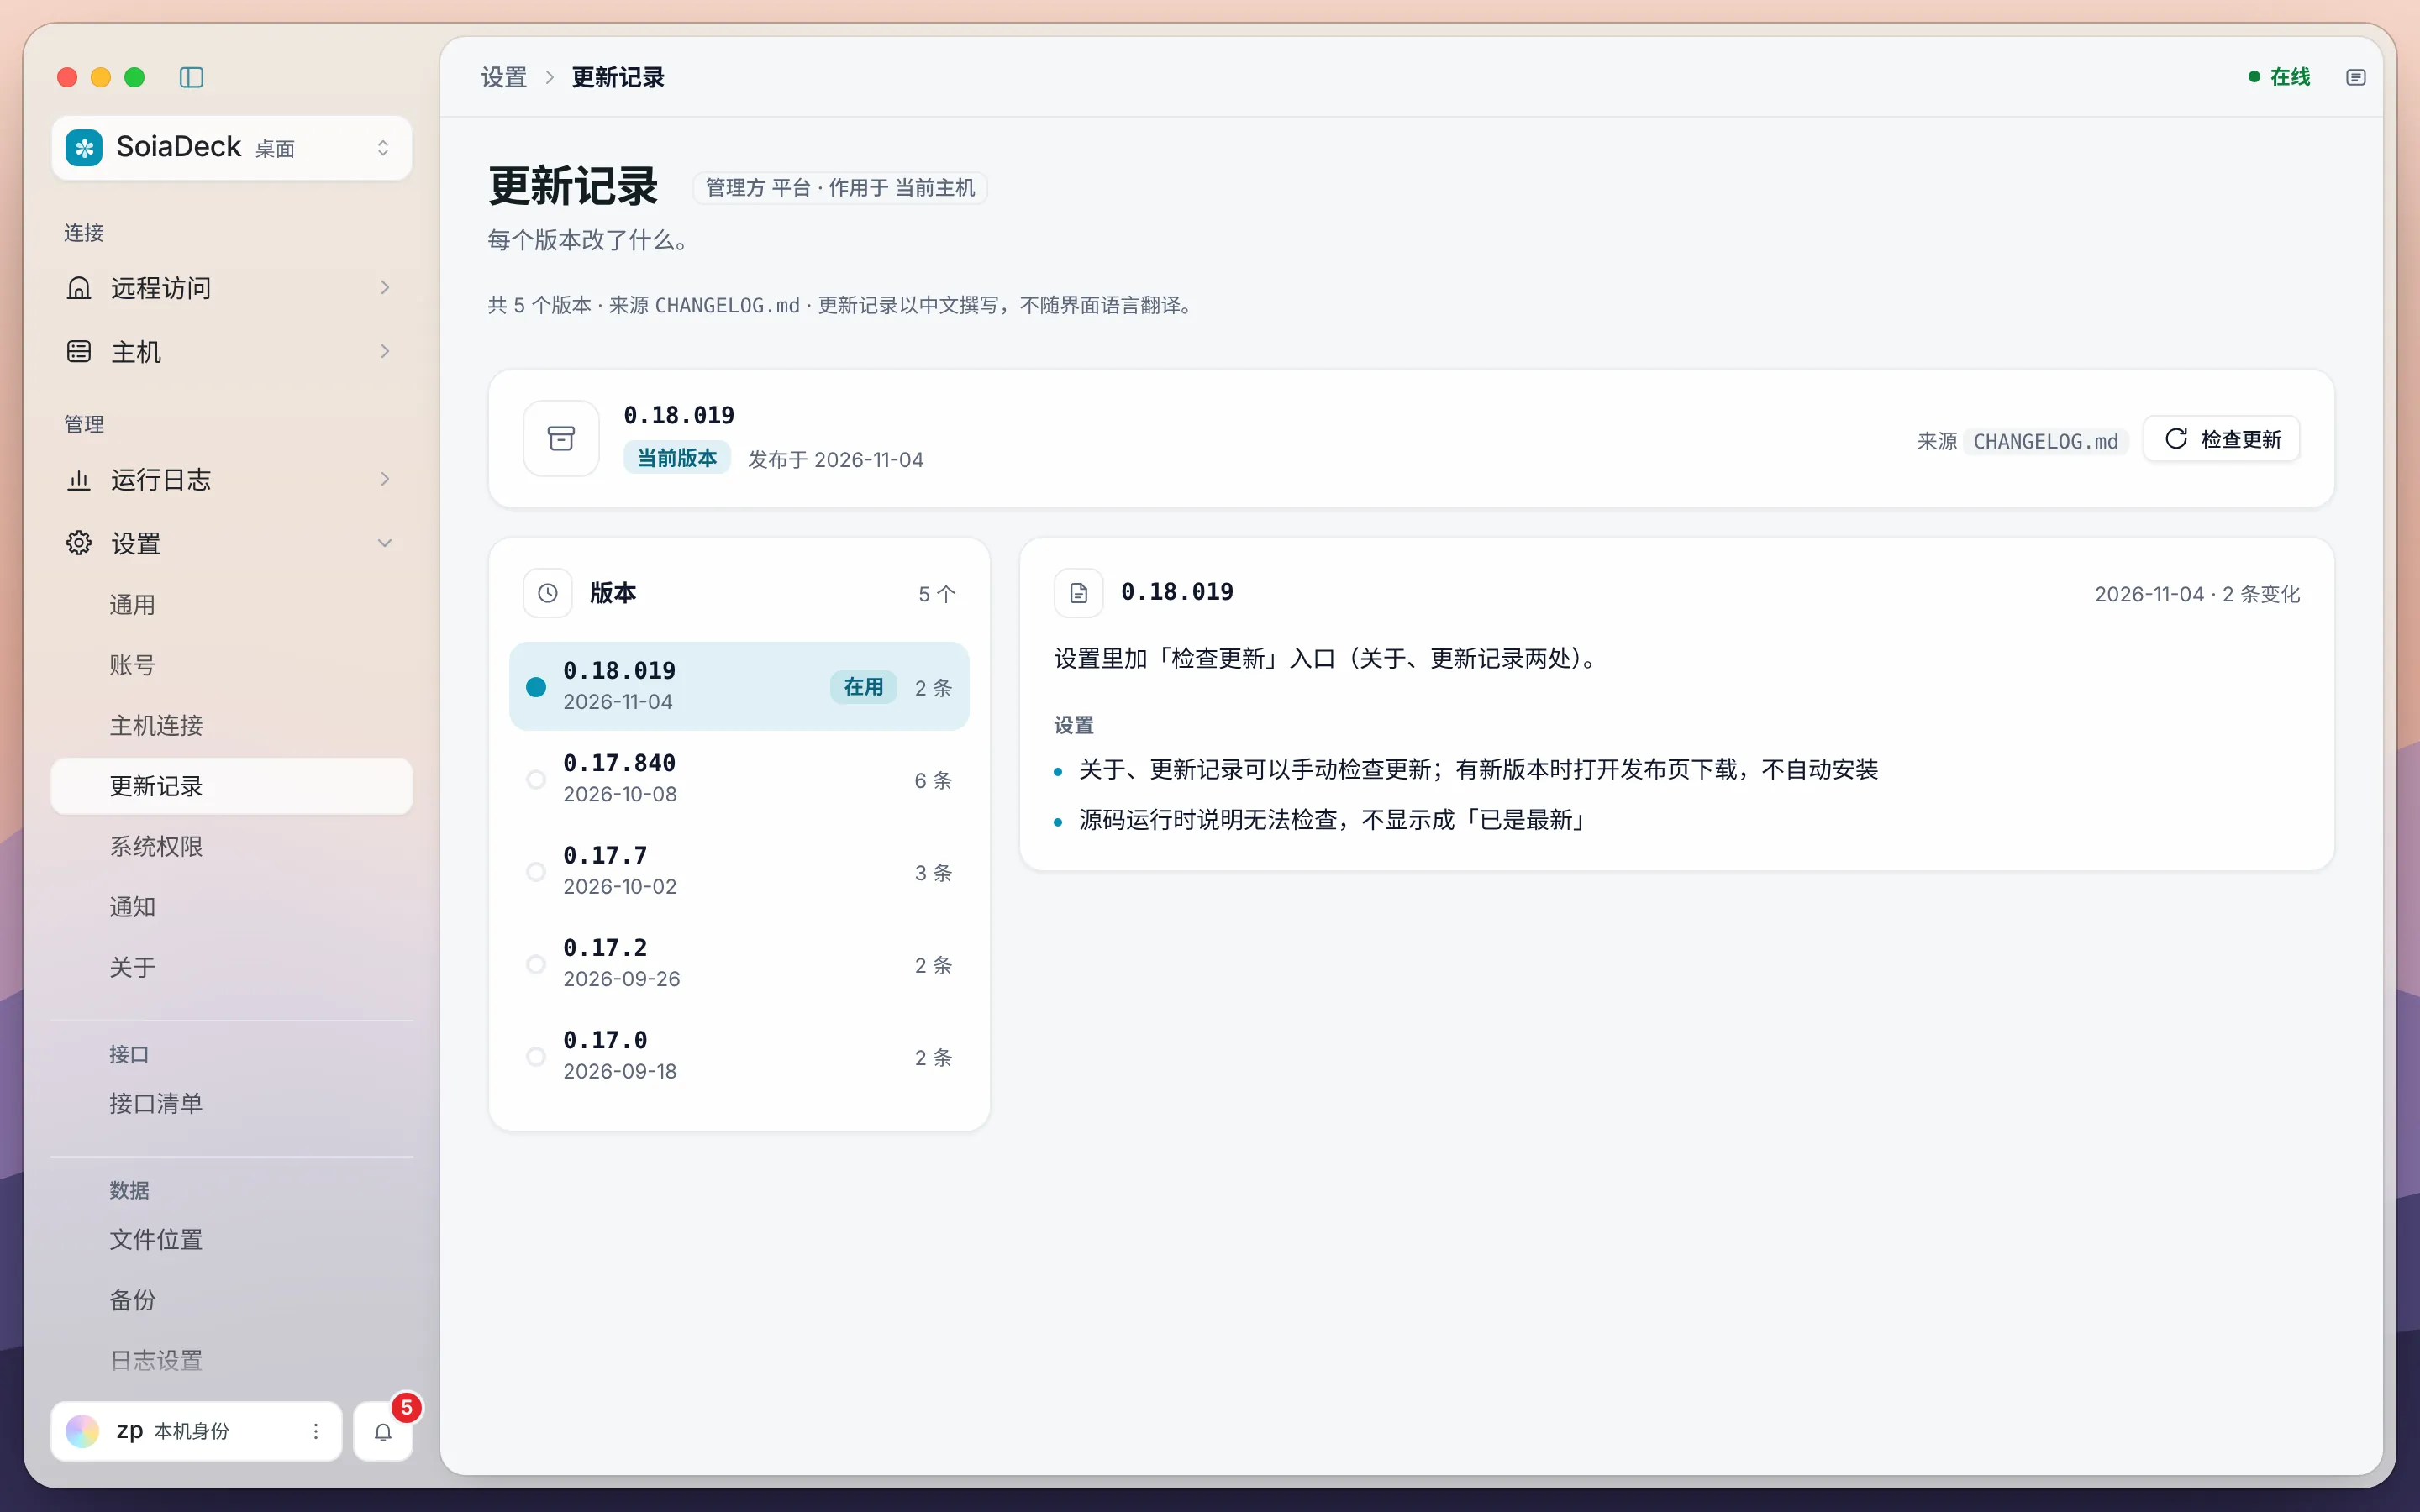 SoiaDeck 桌面
连接
远程访问
主机
管理
运行日志
设置
通用
账号
主机连接
更新记录
系统权限
通知
关于
接口
接口清单
数据
文件位置
备份
日志设置
zp 本机身份
5
设置 > 更新记录
在线
更新记录 管理方 平台 · 作用于 当前主机
每个版本改了什么。
共 5 个版本 · 来源 CHANGELOG.md · 更新记录以中文撰写，不随界面语言翻译。
0.18.019
当前版本 发布于 2026-11-04
来源 CHANGELOG.md 检查更新
版本 5 个
0.18.019
2026-11-04
在用 2 条
0.17.840
2026-10-08
6 条
0.17.7
2026-10-02
3 条
0.17.2
2026-09-26
2 条
0.17.0
2026-09-18
2 条
0.18.019 2026-11-04 · 2 条变化
设置里加「检查更新」入口（关于、更新记录两处）。
设置
关于、更新记录可以手动检查更新；有新版本时打开发布页下载，不自动安装
源码运行时说明无法检查，不显示成「已是最新」